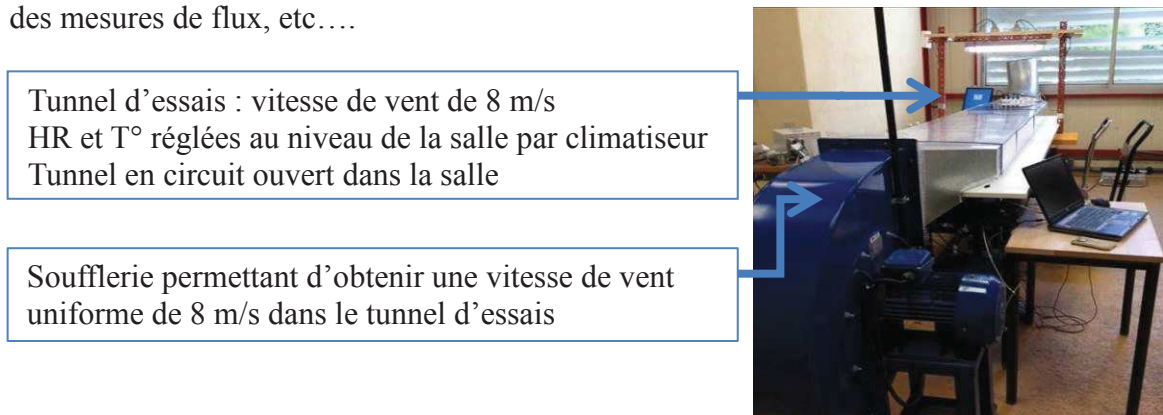 des mesures de flux, etc….
Tunnel d'essais : vitesse de vent de 8 m/s
HR et T° réglées au niveau de la salle par climatiseur
Tunnel en circuit ouvert dans la salle
Soufflerie permettant d'obtenir une vitesse de vent
uniforme de 8 m/s dans le tunnel d'essais